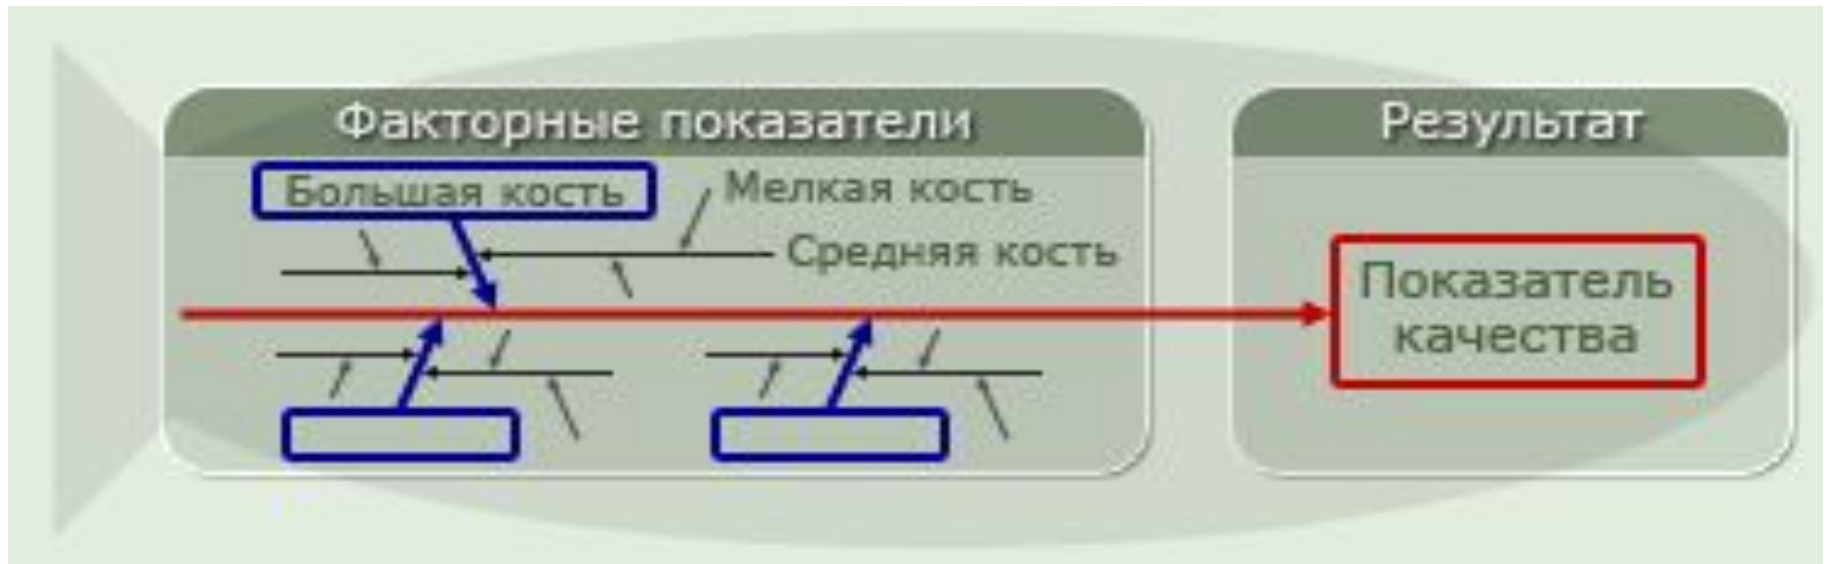 Факторные показатели
Результат
Большая кость
Мелкая кость
Средняя кость
Показатель
качества